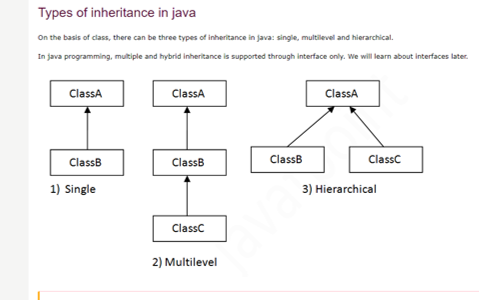 Types of inheritance in java
On the basis of class, there can be three types of inheritance in java: single, multilevel and hierarchical.
In java programming, multiple and hybrid inheritance is supported through interface only. We will learn about interfaces later.
ClassA
ClassB
1) Single
ClassA
ClassB
ClassC
2) Multilevel
ClassA
ClassB
ClassC
3) Hierarchical